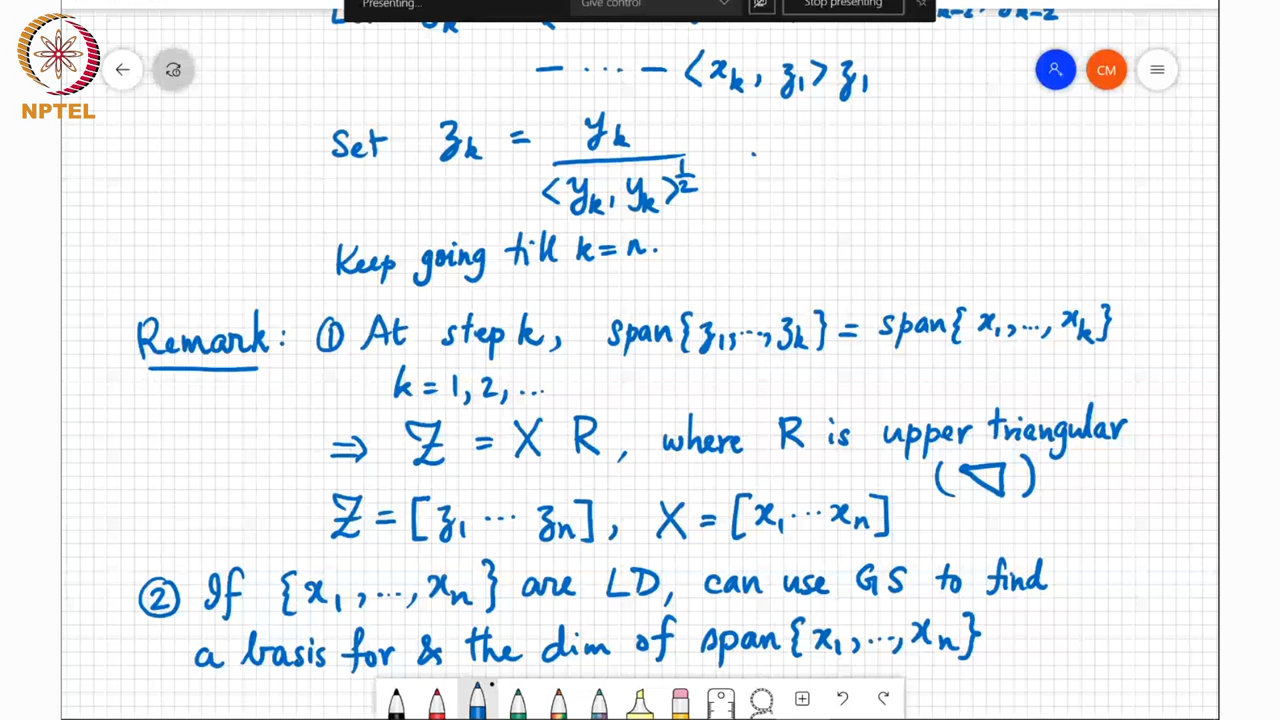 Presenting...
Give control
Stop presenting
- ... - <x_k, z_1> z_1
NPTEL
CM
Set z_k = y_k / <y_k, y_k>^{1/2}
Keep going till k = n.
Remark: ① At step k, span{z_1, ..., z_k} = span{x_1, ..., x_k}
k = 1, 2, ...
⇒ Z = X R, where R is upper triangular
(▽)
Z = [z_1 ... z_n], X = [x_1 ... x_n]
② If {x_1, ..., x_n} are LD, can use GS to find
a basis for & the dim of span{x_1, ..., x_n}